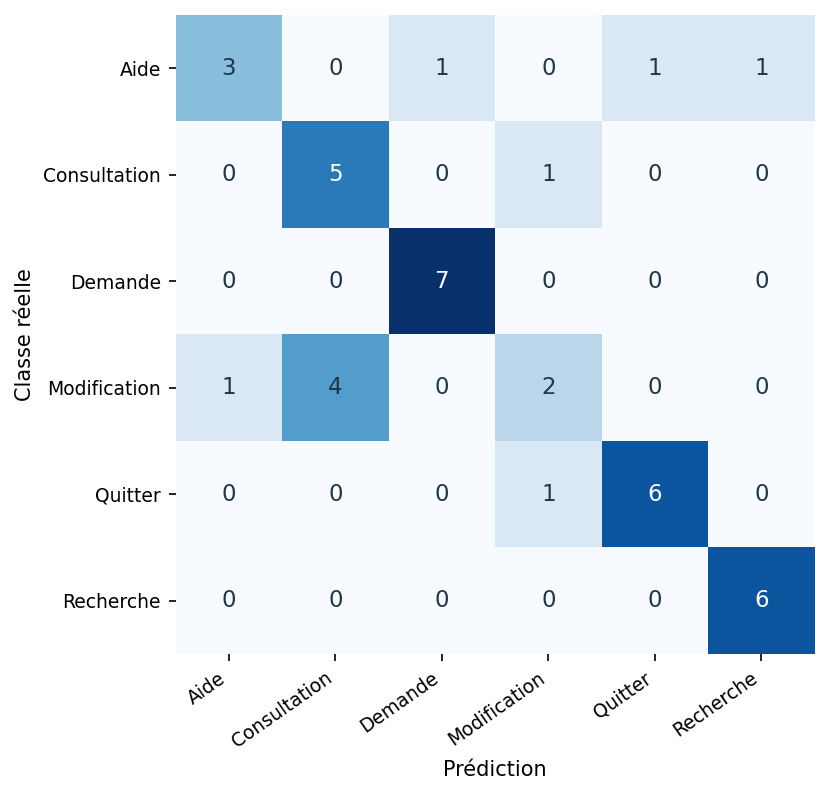 Classe réelle
Aide 3 0 1 0 1 1
Consultation 0 5 0 1 0 0
Demande 0 0 7 0 0 0
Modification 1 4 0 2 0 0
Quitter 0 0 0 1 6 0
Recherche 0 0 0 0 0 6
Aide Consultation Demande Modification Quitter Recherche
Prédiction